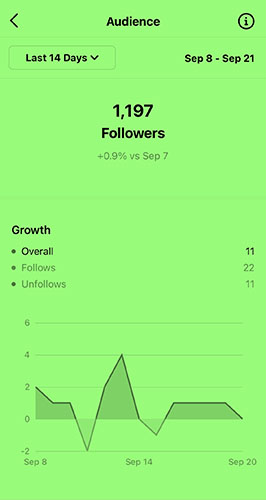 Audience
Last 14 Days
Sep 8 - Sep 21
1,197
Followers
+0.9% vs Sep 7
Growth
Overall 11
Follows 22
Unfollows 11
6
4
2
0
-2
Sep 8 Sep 14 Sep 20